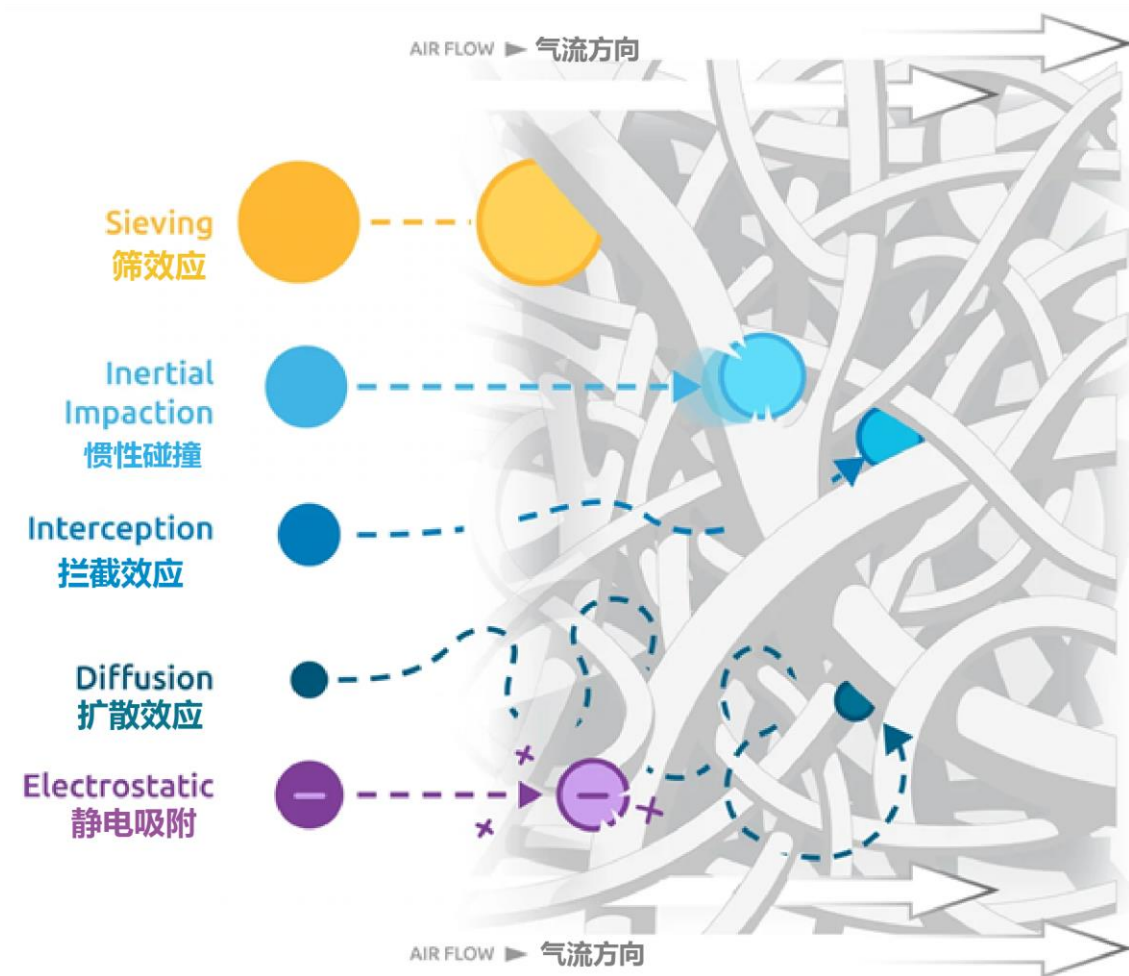 AIR FLOW ► 气流方向
Sieving
筛效应
Inertial
Impaction
惯性碰撞
Interception
拦截效应
Diffusion
扩散效应
Electrostatic
静电吸附
AIR FLOW ► 气流方向